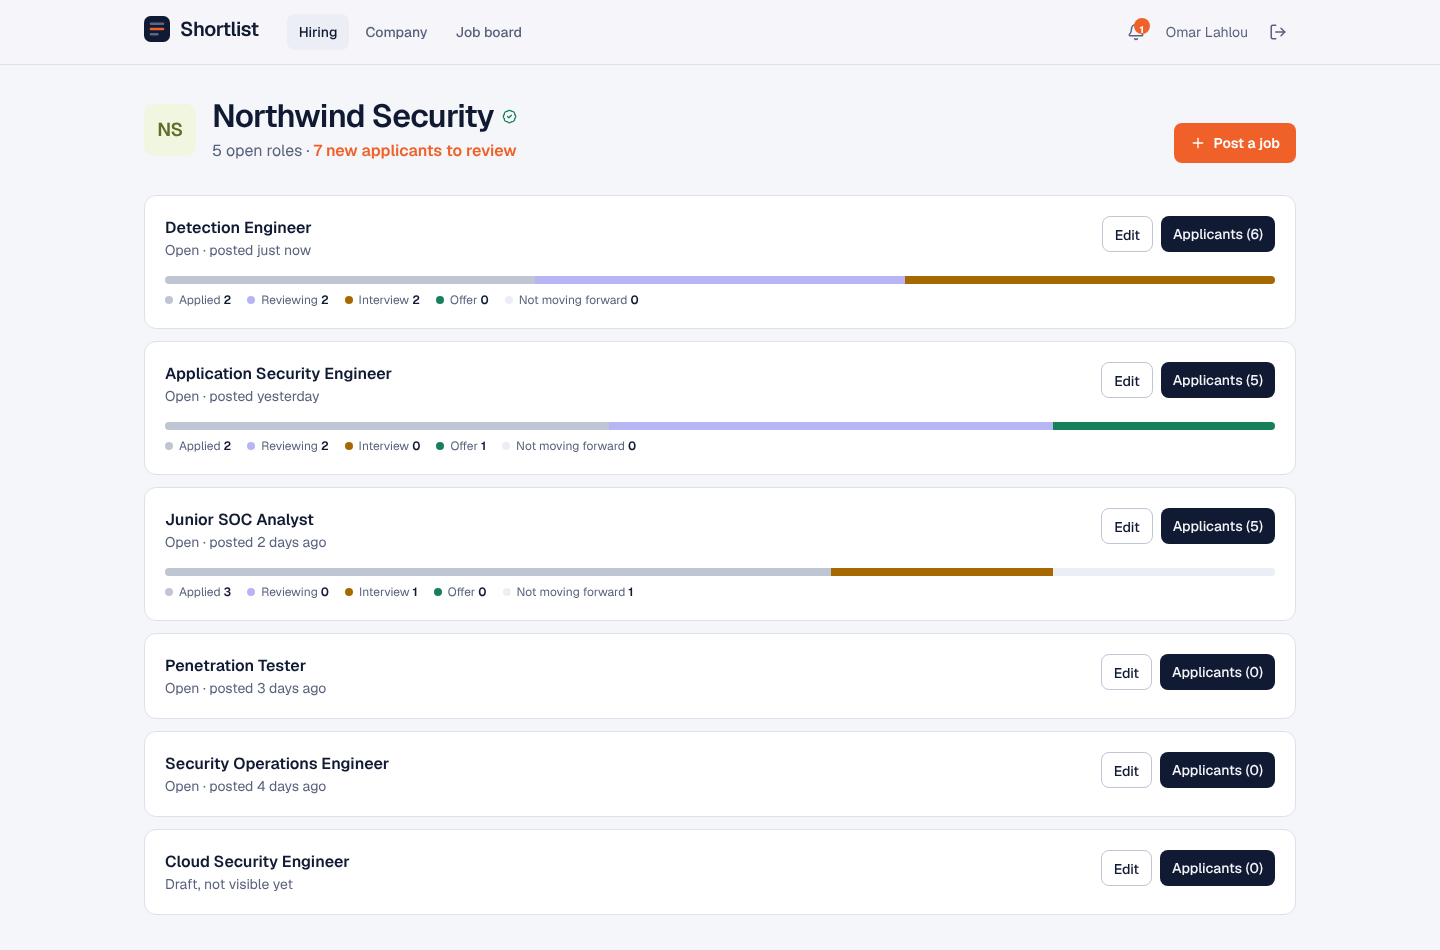 Shortlist
Hiring
Company
Job board
1
Omar Lahlou
NS
Northwind Security
5 open roles · 7 new applicants to review
Post a job
Detection Engineer
Open · posted just now
Edit
Applicants (6)
Applied 2
Reviewing 2
Interview 2
Offer 0
Not moving forward 0
Application Security Engineer
Open · posted yesterday
Edit
Applicants (5)
Applied 2
Reviewing 2
Interview 0
Offer 1
Not moving forward 0
Junior SOC Analyst
Open · posted 2 days ago
Edit
Applicants (5)
Applied 3
Reviewing 0
Interview 1
Offer 0
Not moving forward 1
Penetration Tester
Open · posted 3 days ago
Edit
Applicants (0)
Security Operations Engineer
Open · posted 4 days ago
Edit
Applicants (0)
Cloud Security Engineer
Draft, not visible yet
Edit
Applicants (0)